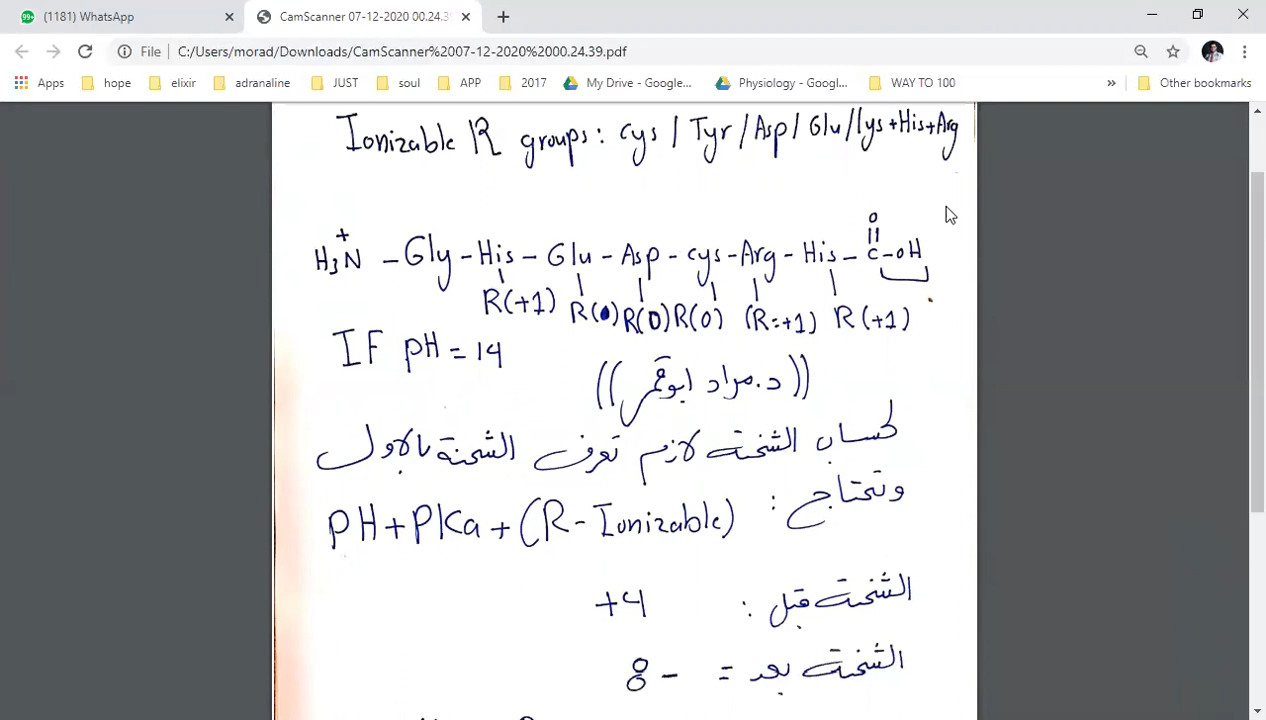 (1181) WhatsApp
CamScanner 07-12-2020 00.24.3
File C:/Users/morad/Downloads/CamScanner%2007-12-2020%2000.24.39.pdf
Apps hope elixir adranaline JUST soul APP 2017 My Drive - Google... Physiology - Googl... WAY TO 100 » Other bookmarks
Ionizable R groups: Cys / Tyr / Asp / Glu / lys + His + Arg
O
H3N+ - Gly - His - Glu - Asp - cys - Arg - His - C - OH
R(+1) R(0) R(0) R(0) (R=+1) R(+1)
IF pH = 14
((د. مراد ابو قمر))
لحساب الشحنة لازم تعرف الشحنة بالاول
وتحتاج :
pH + PKa + (R - Ionizable)
الشحنة قبل : +4
الشحنة بعد = - 8